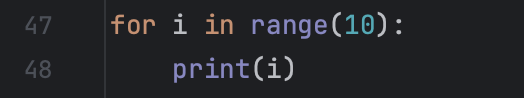 47 for i in range(10):
48     print(i)